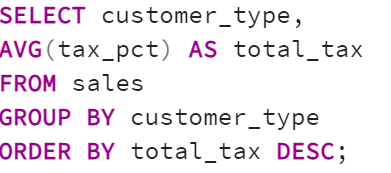 SELECT customer_type,
AVG(tax_pct) AS total_tax
FROM sales
GROUP BY customer_type
ORDER BY total_tax DESC;